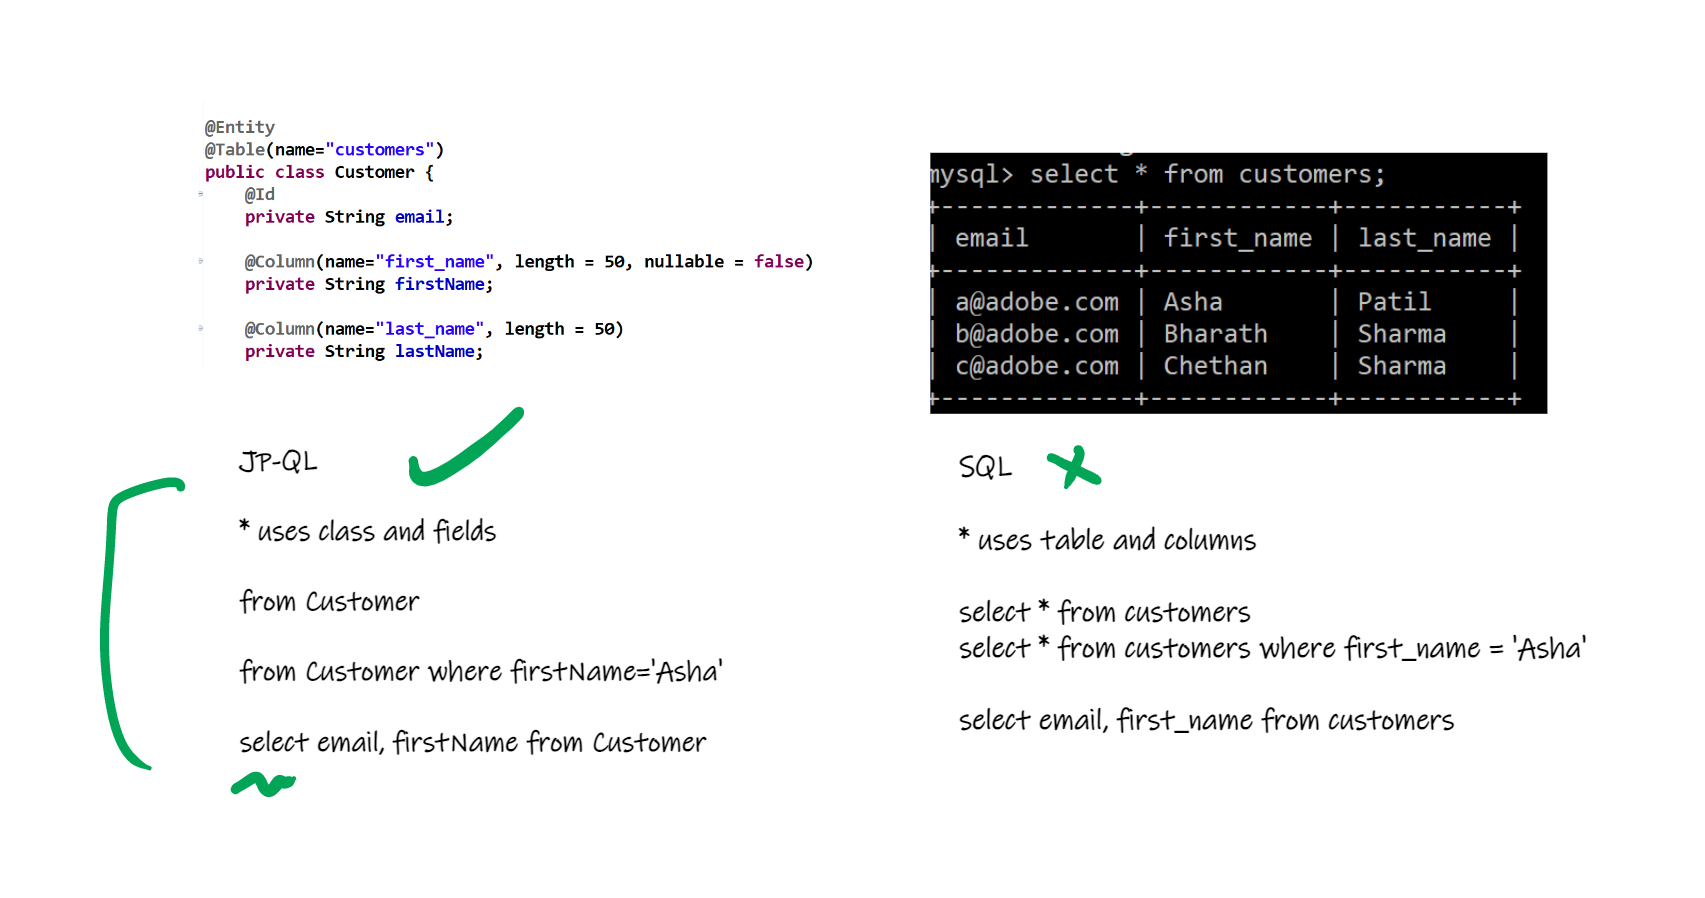 @Entity
@Table(name="customers")
public class Customer {
@Id
private String email;
@Column(name="first_name", length = 50, nullable = false)
private String firstName;
@Column(name="last_name", length = 50)
private String lastName;
JP-QL
* uses class and fields
from Customer
from Customer where firstName='Asha'
select email, firstName from Customer
mysql> select * from customers;
+-------------+------------+-----------+
| email | first_name | last_name |
+-------------+------------+-----------+
| a@adobe.com | Asha | Patil |
| b@adobe.com | Bharath | Sharma |
| c@adobe.com | Chethan | Sharma |
+-------------+------------+-----------+
SQL
* uses table and columns
select * from customers
select * from customers where first_name = 'Asha'
select email, first_name from customers